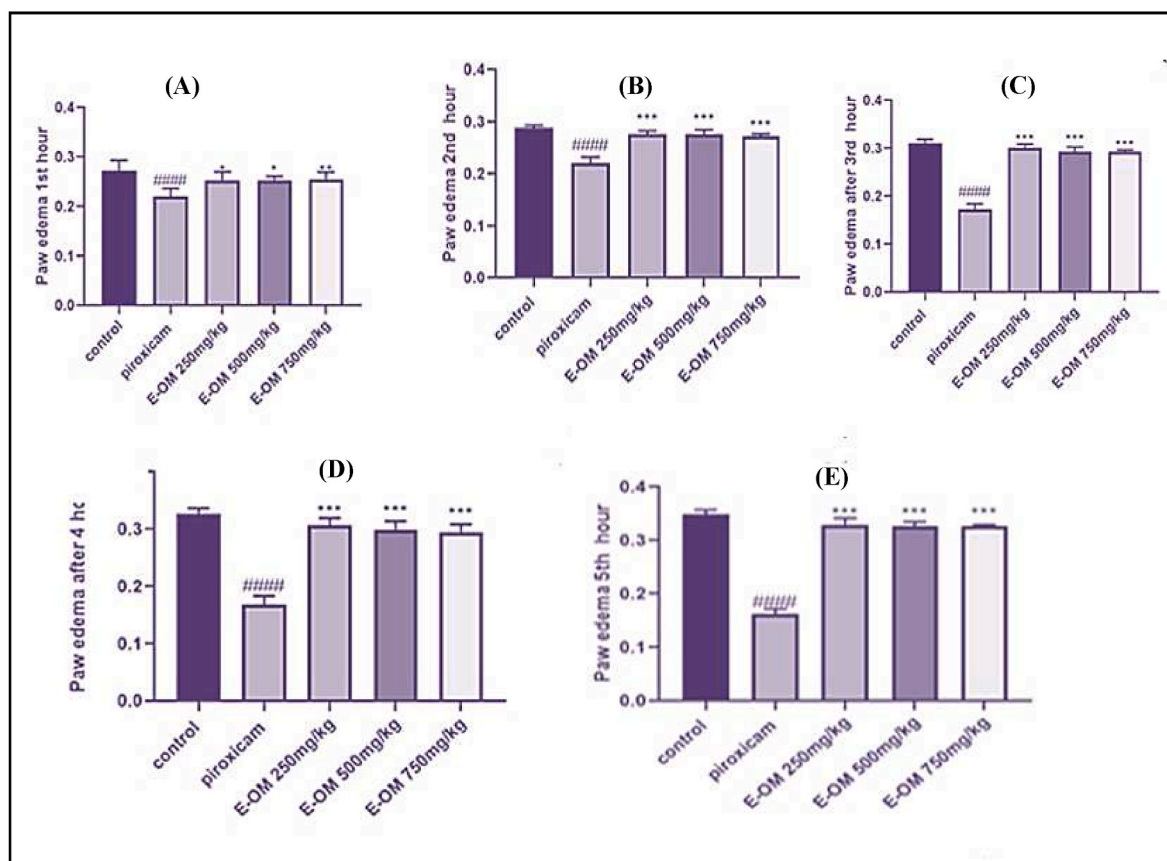 (A)
Paw edema 1st hour
0.4
0.3
0.2
0.1
0.0
####
*
*
**
control
piroxicam
E-OM 250mg/kg
E-OM 500mg/kg
E-OM 750mg/kg
(B)
Paw edema 2nd hour
0.4
0.3
0.2
0.1
0.0
####
***
***
***
control
piroxicam
E-OM 250mg/kg
E-OM 500mg/kg
E-OM 750mg/kg
(C)
Paw edema after 3rd hour
0.4
0.3
0.2
0.1
0.0
####
***
***
***
control
piroxicam
E-OM 250mg/kg
E-OM 500mg/kg
E-OM 750mg/kg
(D)
Paw edema after 4 hc
0.3
0.2
0.1
0.0
####
***
***
***
control
piroxicam
E-OM 250mg/kg
E-OM 500mg/kg
E-OM 750mg/kg
(E)
Paw edema 5th hour
0.4
0.3
0.2
0.1
0.0
####
***
***
***
control
piroxicam
E-OM 250mg/kg
E-OM 500mg/kg
E-OM 750mg/kg